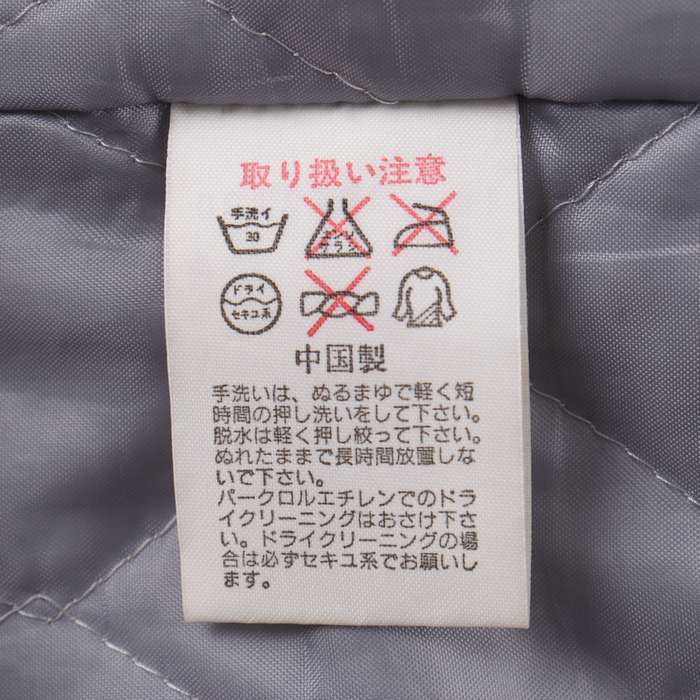 取り扱い注意
手洗イ
30
エンソ
サラシ
ドライ
セキユ系
中国製
手洗いは、ぬるまゆで軽く短
時間の押し洗いをして下さい。
脱水は軽く押し絞って下さい。
ぬれたままで長時間放置しな
いで下さい。
パークロルエチレンでのドラ
イクリーニングはおさけ下さ
い。ドライクリーニングの場
合は必ずセキユ系でお願いし
ます。